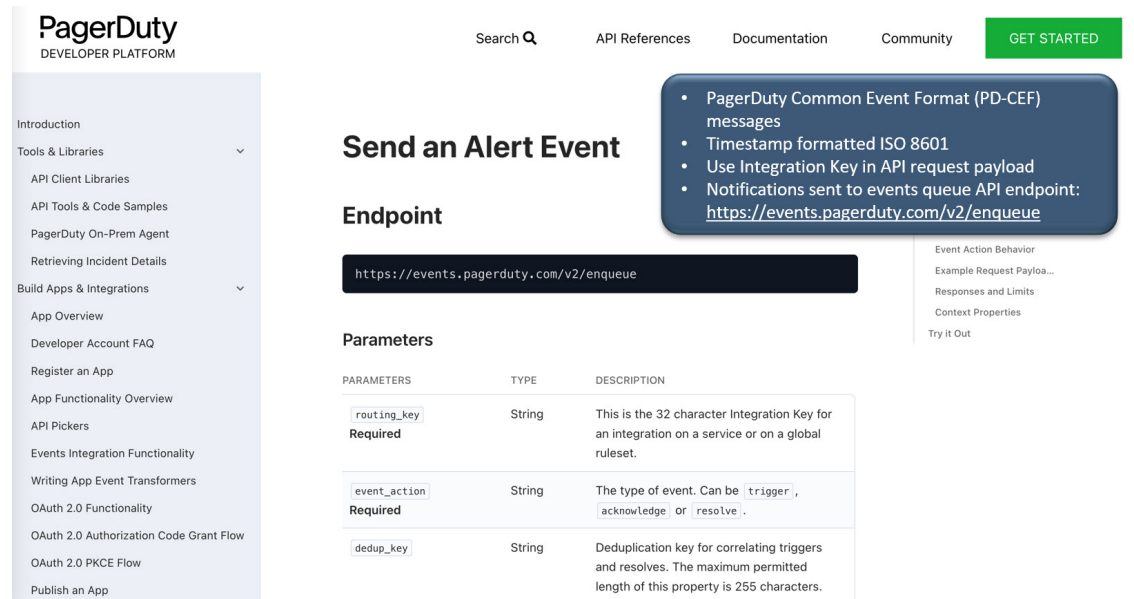 PagerDuty
DEVELOPER PLATFORM
Search
API References
Documentation
Community
GET STARTED
• PagerDuty Common Event Format (PD-CEF)
messages
• Timestamp formatted ISO 8601
• Use Integration Key in API request payload
• Notifications sent to events queue API endpoint:
https://events.pagerduty.com/v2/enqueue
Introduction
Tools & Libraries
API Client Libraries
API Tools & Code Samples
PagerDuty On-Prem Agent
Retrieving Incident Details
Build Apps & Integrations
App Overview
Developer Account FAQ
Register an App
App Functionality Overview
API Pickers
Events Integration Functionality
Writing App Event Transformers
OAuth 2.0 Functionality
OAuth 2.0 Authorization Code Grant Flow
OAuth 2.0 PKCE Flow
Publish an App
Send an Alert Event
Endpoint
https://events.pagerduty.com/v2/enqueue
Parameters
PARAMETERS TYPE DESCRIPTION
routing_key String This is the 32 character Integration Key for
Required an integration on a service or on a global
ruleset.
event_action String The type of event. Can be trigger ,
Required acknowledge or resolve .
dedup_key String Deduplication key for correlating triggers
and resolves. The maximum permitted
length of this property is 255 characters.
Event Action Behavior
Example Request Payloa...
Responses and Limits
Context Properties
Try it Out